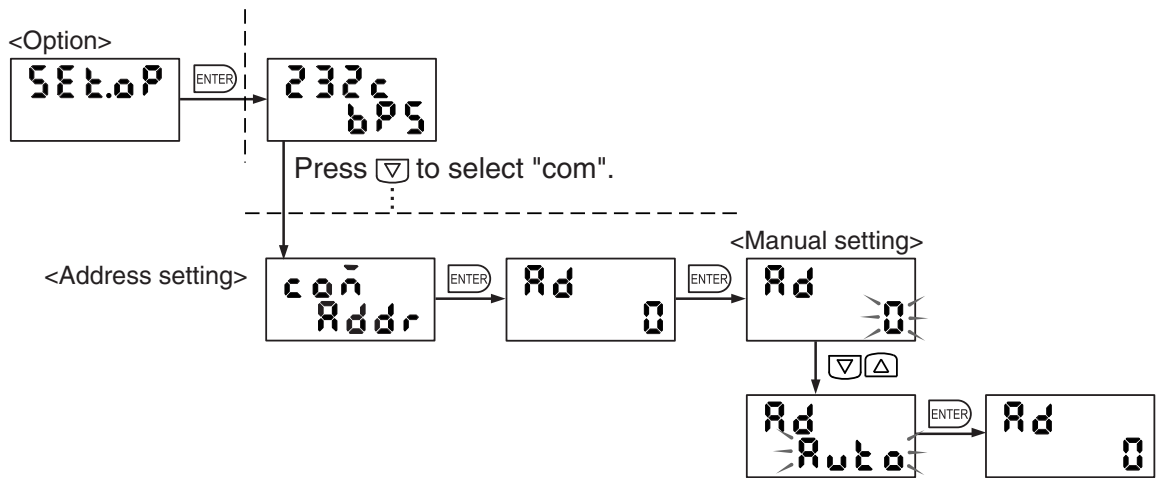 <Option>
SEt.oP
ENTER
232c
bPS
Press to select "com".
<Address setting>
com
Addr
ENTER
Ad
0
ENTER
<Manual setting>
Ad
0
Ad
Auto
ENTER
Ad
0